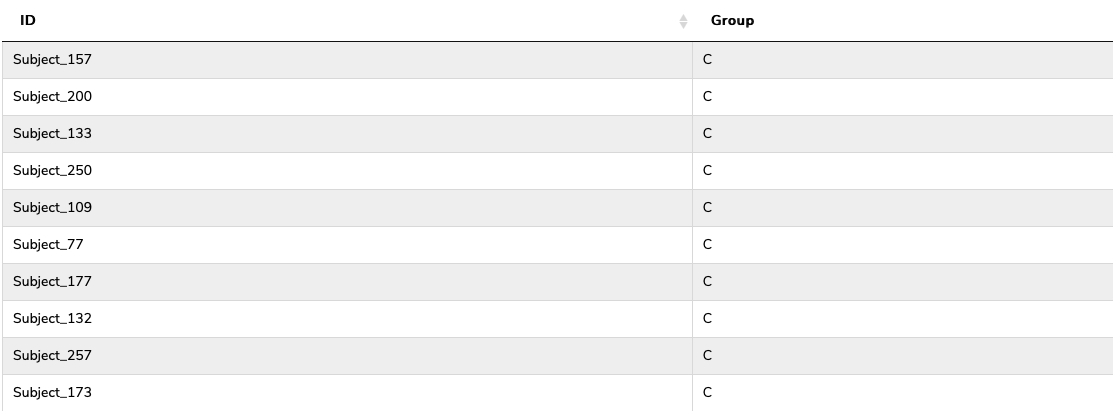 ID Group
Subject_157 C
Subject_200 C
Subject_133 C
Subject_250 C
Subject_109 C
Subject_77 C
Subject_177 C
Subject_132 C
Subject_257 C
Subject_173 C